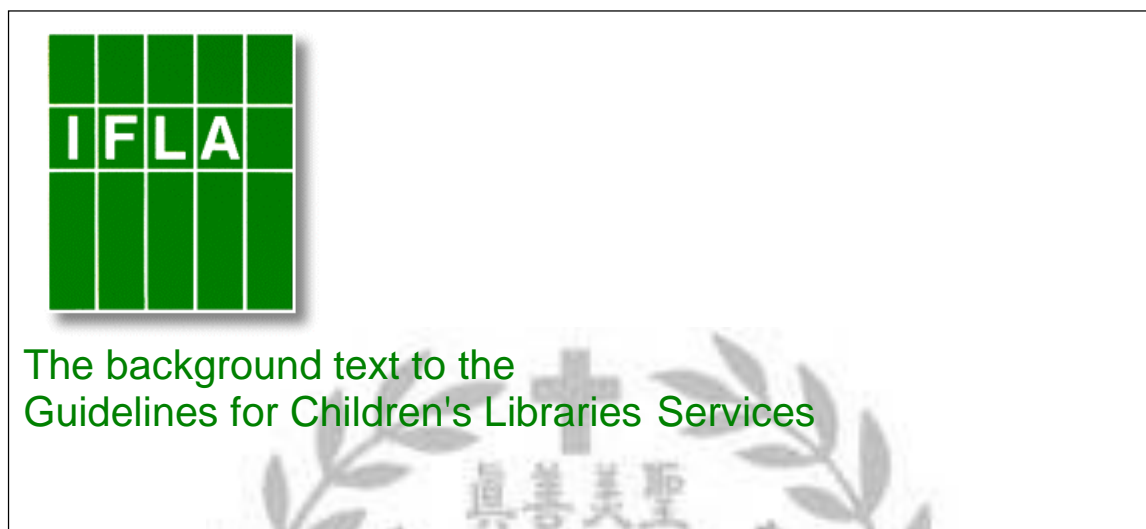 IFLA
The background text to the
Guidelines for Children's Libraries Services
真善美聖